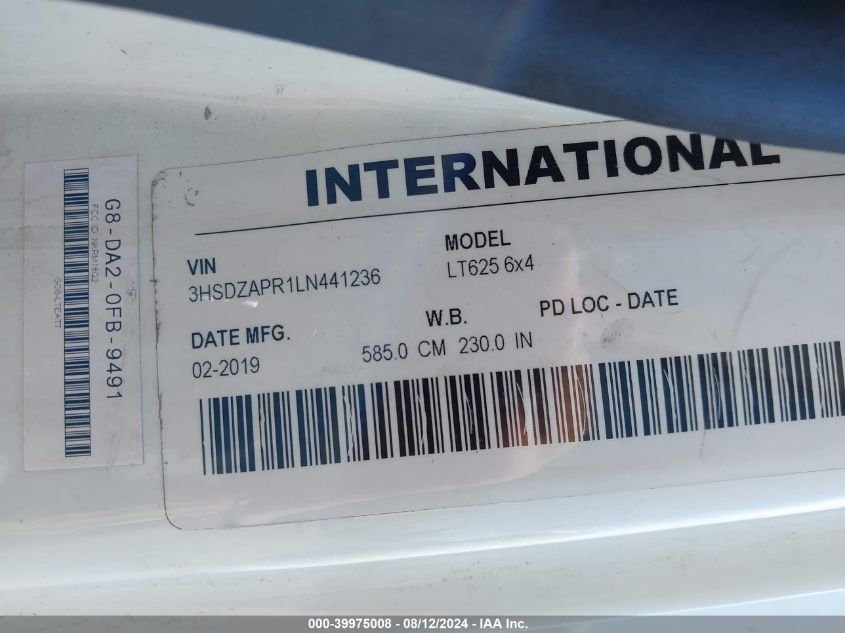 INTERNATIONAL
VIN
3HSDZAPR1LN441236
MODEL
LT625 6x4
DATE MFG.
02-2019
W.B.
585.0 CM 230.0 IN
PD LOC - DATE
G8-DA2-0FB-9491
000-39975008 - 08/12/2024 - IAA Inc.